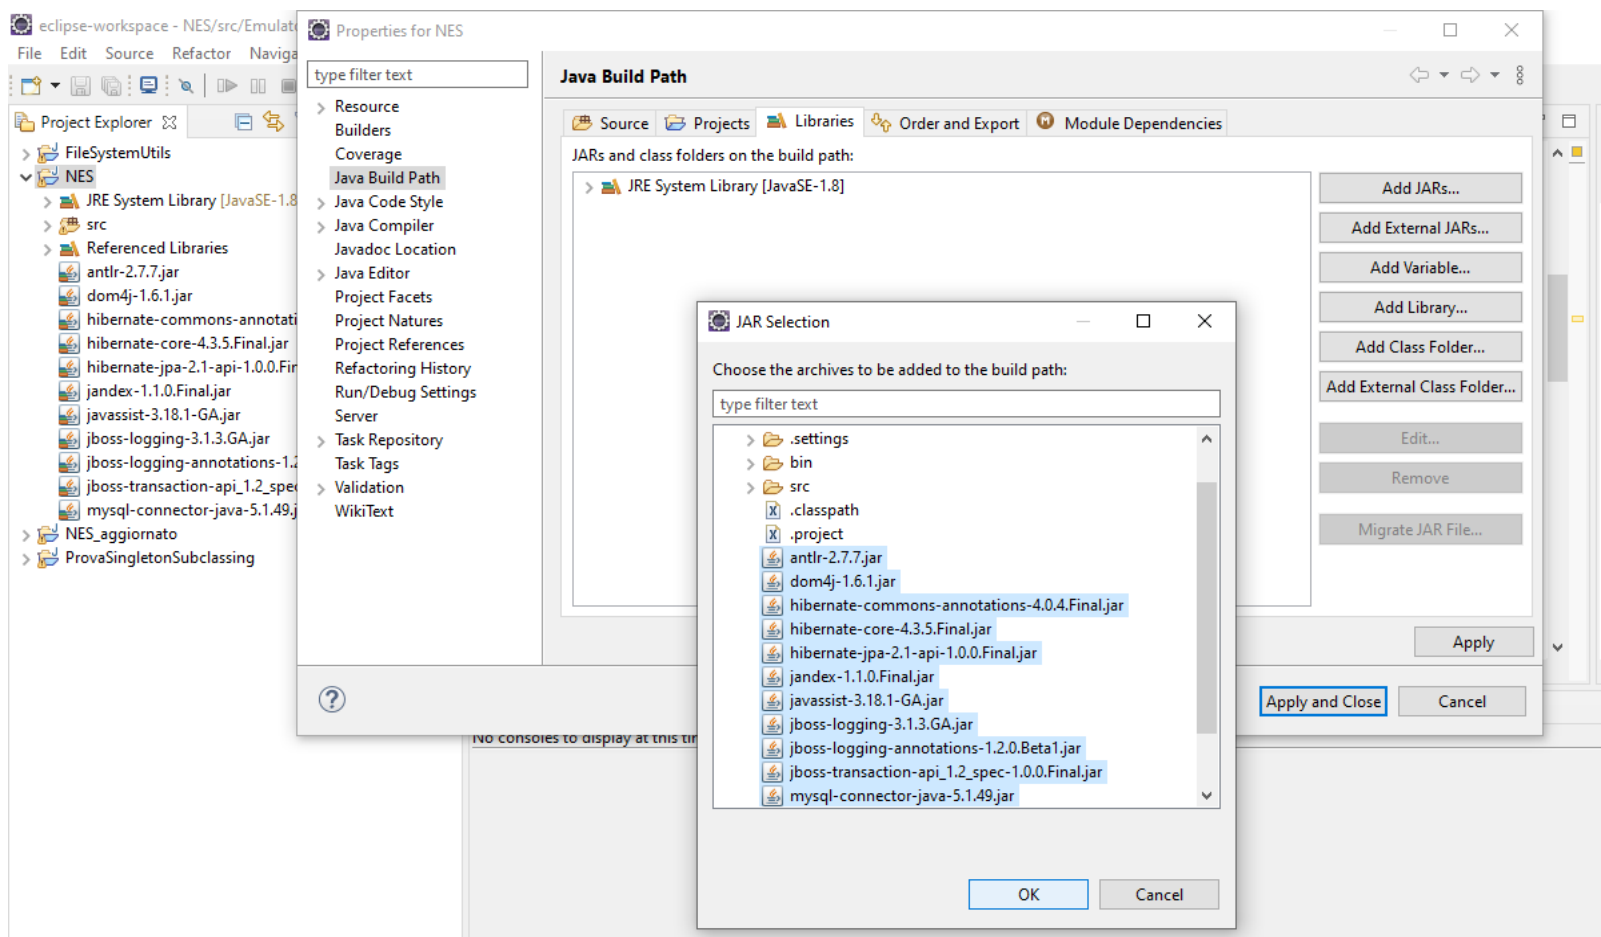 eclipse-workspace - NES/src/Emulato
File Edit Source Refactor Naviga
Project Explorer
FileSystemUtils
NES
JRE System Library [JavaSE-1.8
src
Referenced Libraries
antlr-2.7.7.jar
dom4j-1.6.1.jar
hibernate-commons-annotati
hibernate-core-4.3.5.Final.jar
hibernate-jpa-2.1-api-1.0.0.Fir
jandex-1.1.0.Final.jar
javassist-3.18.1-GA.jar
jboss-logging-3.1.3.GA.jar
jboss-logging-annotations-1.2
jboss-transaction-api_1.2_spec
mysql-connector-java-5.1.49.j
NES_aggiornato
ProvaSingletonSubclassing
Properties for NES
type filter text
Resource
Builders
Coverage
Java Build Path
Java Code Style
Java Compiler
Javadoc Location
Java Editor
Project Facets
Project Natures
Project References
Refactoring History
Run/Debug Settings
Server
Task Repository
Task Tags
Validation
WikiText
Java Build Path
Source Projects Libraries Order and Export Module Dependencies
JARs and class folders on the build path:
JRE System Library [JavaSE-1.8]
Add JARs...
Add External JARs...
Add Variable...
Add Library...
Add Class Folder...
Add External Class Folder...
Edit...
Remove
Migrate JAR File...
Apply
Apply and Close Cancel
No consoles to display at this tir
JAR Selection
Choose the archives to be added to the build path:
type filter text
.settings
bin
src
.classpath
.project
antlr-2.7.7.jar
dom4j-1.6.1.jar
hibernate-commons-annotations-4.0.4.Final.jar
hibernate-core-4.3.5.Final.jar
hibernate-jpa-2.1-api-1.0.0.Final.jar
jandex-1.1.0.Final.jar
javassist-3.18.1-GA.jar
jboss-logging-3.1.3.GA.jar
jboss-logging-annotations-1.2.0.Beta1.jar
jboss-transaction-api_1.2_spec-1.0.0.Final.jar
mysql-connector-java-5.1.49.jar
OK Cancel